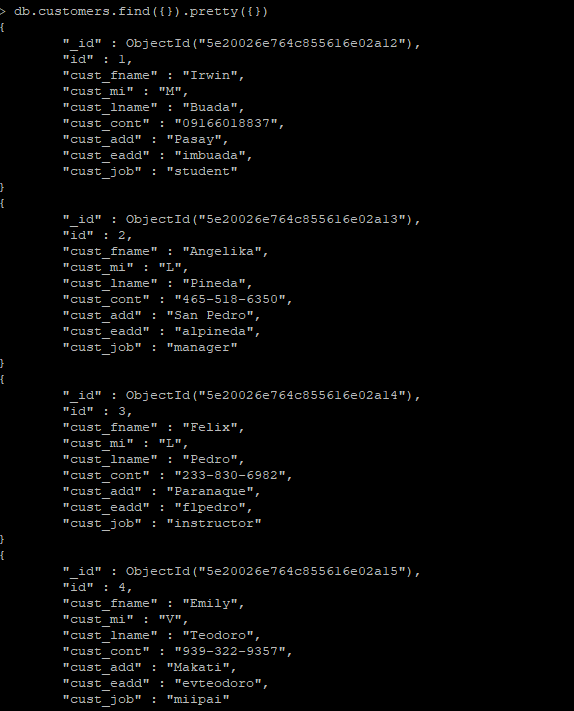 > db.customers.find({}).pretty({})
{
"_id" : ObjectId("5e20026e764c855616e02a12"),
"id" : 1,
"cust_fname" : "Irwin",
"cust_mi" : "M",
"cust_lname" : "Buada",
"cust_cont" : "09166018837",
"cust_add" : "Pasay",
"cust_eadd" : "imbuada",
"cust_job" : "student"
}
{
"_id" : ObjectId("5e20026e764c855616e02a13"),
"id" : 2,
"cust_fname" : "Angelika",
"cust_mi" : "L",
"cust_lname" : "Pineda",
"cust_cont" : "465-518-6350",
"cust_add" : "San Pedro",
"cust_eadd" : "alpineda",
"cust_job" : "manager"
}
{
"_id" : ObjectId("5e20026e764c855616e02a14"),
"id" : 3,
"cust_fname" : "Felix",
"cust_mi" : "L",
"cust_lname" : "Pedro",
"cust_cont" : "233-830-6982",
"cust_add" : "Paranaque",
"cust_eadd" : "flpedro",
"cust_job" : "instructor"
}
{
"_id" : ObjectId("5e20026e764c855616e02a15"),
"id" : 4,
"cust_fname" : "Emily",
"cust_mi" : "V",
"cust_lname" : "Teodoro",
"cust_cont" : "939-322-9357",
"cust_add" : "Makati",
"cust_eadd" : "evteodoro",
"cust_job" : "miipai"